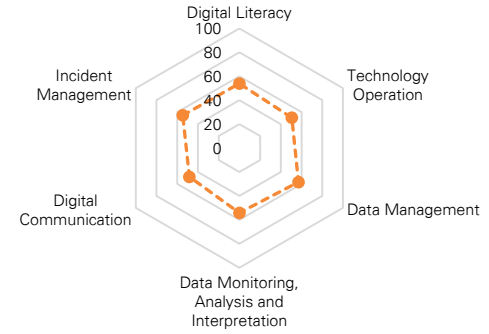 Digital Literacy
100
80
60
40
20
0
Technology
Operation
Data Management
Data Monitoring,
Analysis and
Interpretation
Digital
Communication
Incident
Management